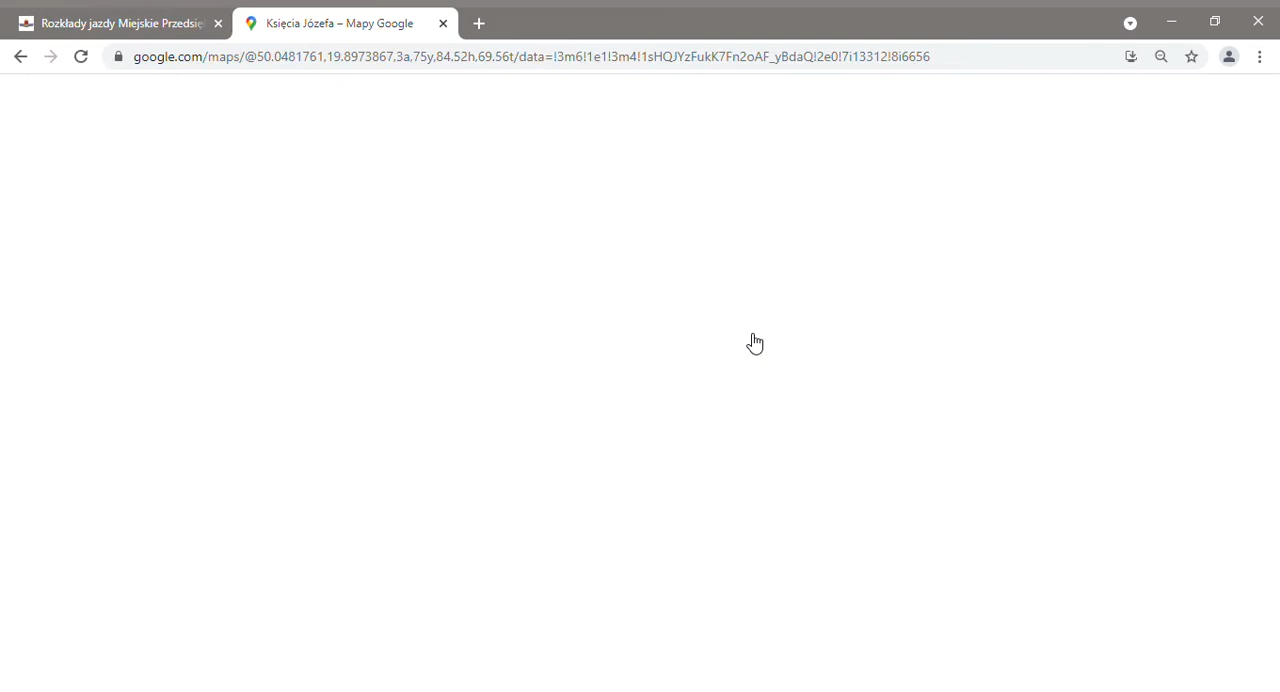 Rozkłady jazdy Miejskie Przedsię
Księcia Józefa – Mapy Google
google.com/maps/@50.0481761,19.8973867,3a,75y,84.52h,69.56t/data=!3m6!1e1!3m4!1sHQJYzFukK7Fn2oAF_yBdaQ!2e0!7i13312!8i6656